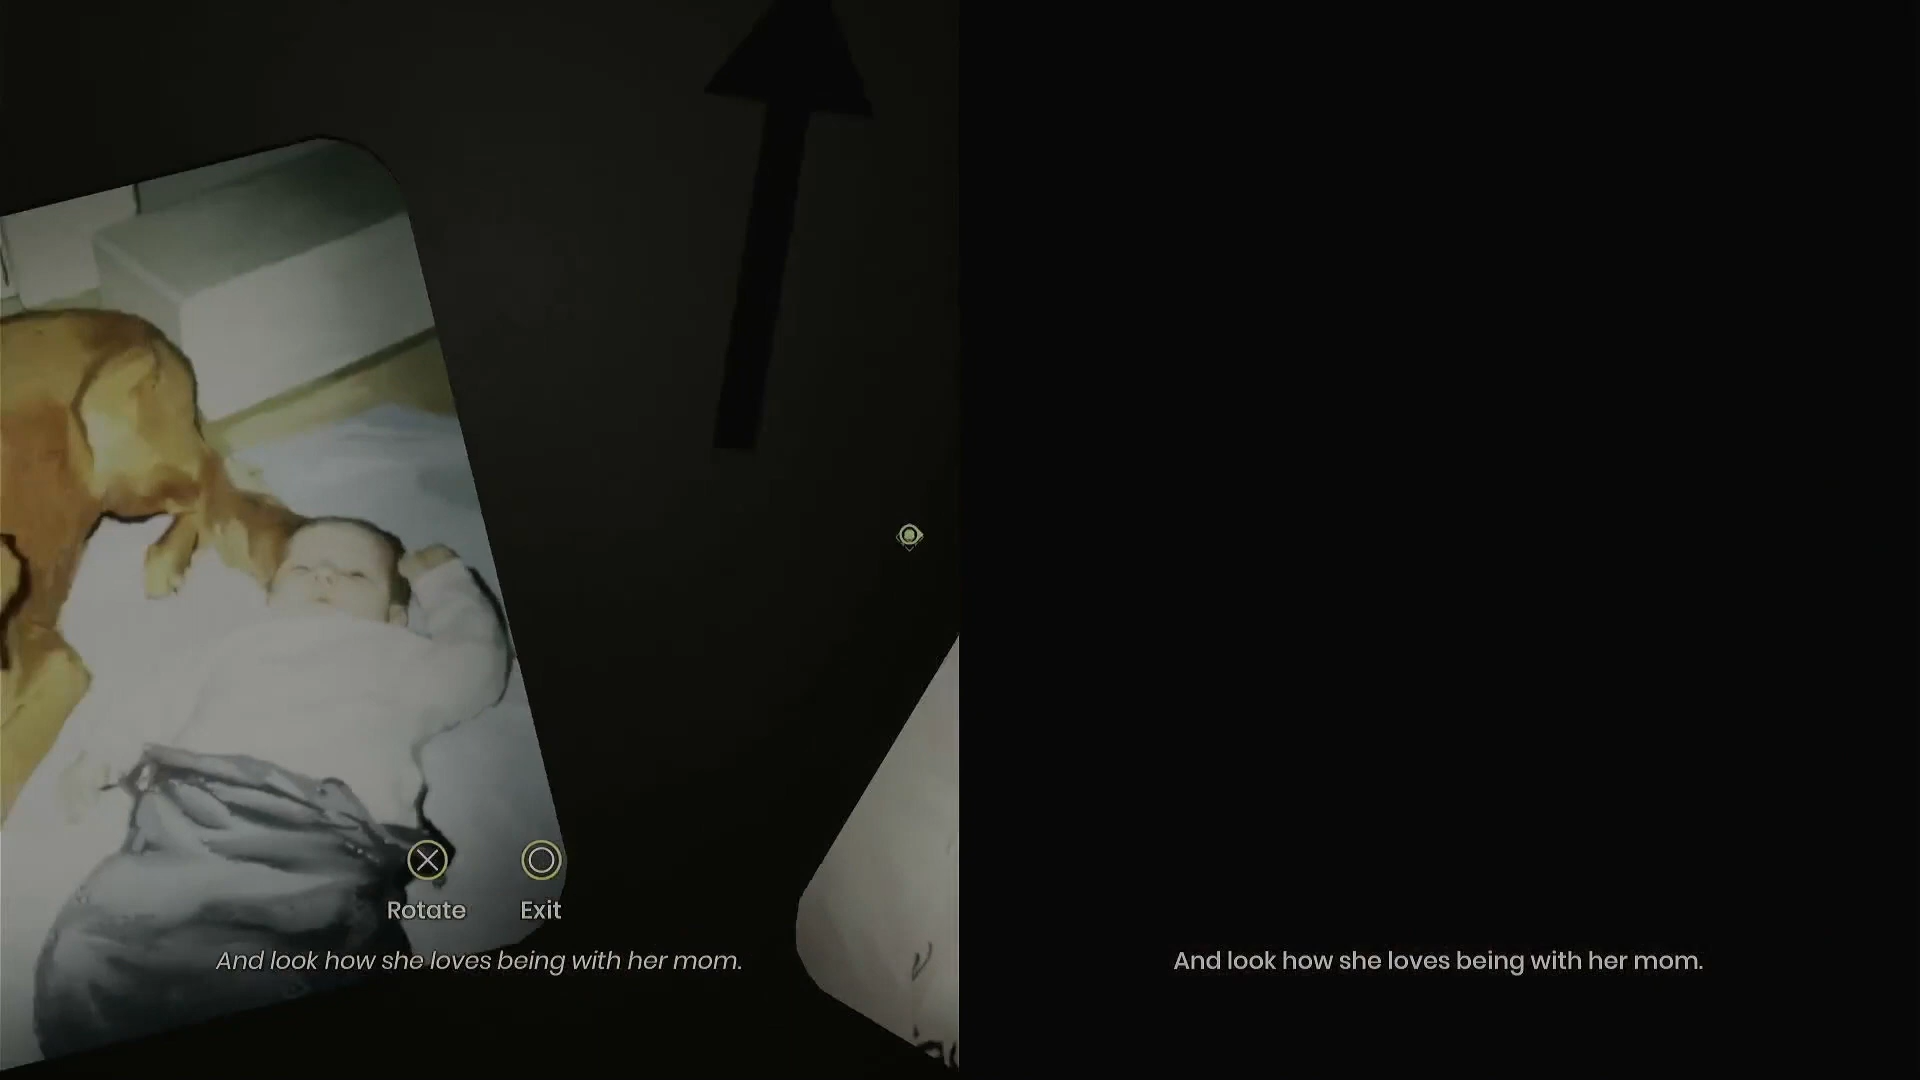 Rotate Exit
And look how she loves being with her mom.
And look how she loves being with her mom.